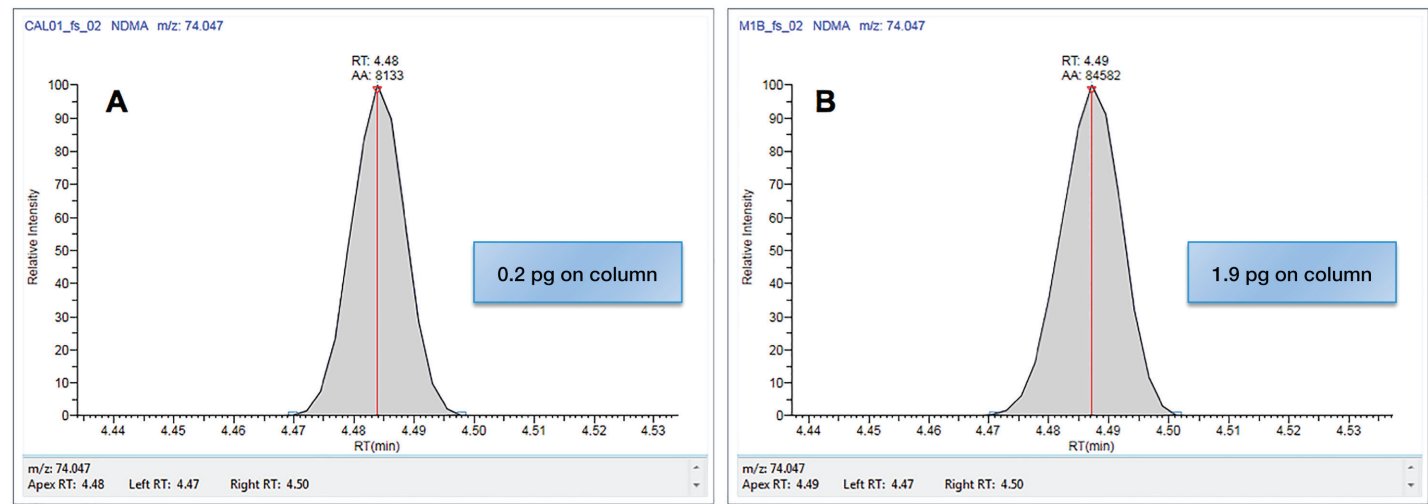 CAL01_fs_02 NDMA m/z: 74.047
RT: 4.48
AA: 8133
A
100
90
80
70
60
50
40
30
20
10
0
Relative Intensity
0.2 pg on column
4.44 4.45 4.46 4.47 4.48 4.49 4.50 4.51 4.52 4.53
RT(min)
m/z: 74.047
Apex RT: 4.48 Left RT: 4.47 Right RT: 4.50
M1B_fs_02 NDMA m/z: 74.047
RT: 4.49
AA: 84582
B
100
90
80
70
60
50
40
30
20
10
0
Relative Intensity
1.9 pg on column
4.44 4.45 4.46 4.47 4.48 4.49 4.50 4.51 4.52 4.53
RT(min)
m/z: 74.047
Apex RT: 4.49 Left RT: 4.47 Right RT: 4.50